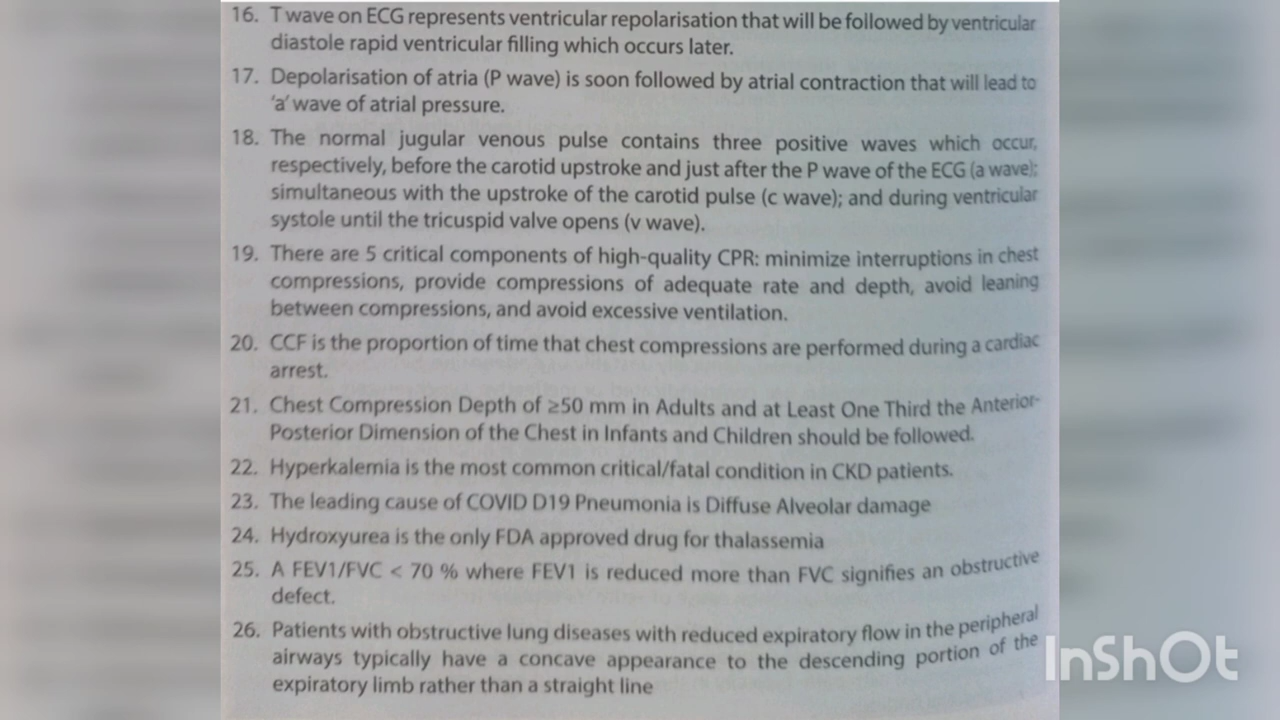 16. T wave on ECG represents ventricular repolarisation that will be followed by ventricular
diastole rapid ventricular filling which occurs later.
17. Depolarisation of atria (P wave) is soon followed by atrial contraction that will lead to
'a' wave of atrial pressure.
18. The normal jugular venous pulse contains three positive waves which occur,
respectively, before the carotid upstroke and just after the P wave of the ECG (a wave);
simultaneous with the upstroke of the carotid pulse (c wave); and during ventricular
systole until the tricuspid valve opens (v wave).
19. There are 5 critical components of high-quality CPR: minimize interruptions in chest
compressions, provide compressions of adequate rate and depth, avoid leaning
between compressions, and avoid excessive ventilation.
20. CCF is the proportion of time that chest compressions are performed during a cardiac
arrest.
21. Chest Compression Depth of ≥50 mm in Adults and at Least One Third the Anterior-
Posterior Dimension of the Chest in Infants and Children should be followed.
22. Hyperkalemia is the most common critical/fatal condition in CKD patients.
23. The leading cause of COVID D19 Pneumonia is Diffuse Alveolar damage
24. Hydroxyurea is the only FDA approved drug for thalassemia
25. A FEV1/FVC < 70 % where FEV1 is reduced more than FVC signifies an obstructive
defect.
26. Patients with obstructive lung diseases with reduced expiratory flow in the peripheral
airways typically have a concave appearance to the descending portion of the
expiratory limb rather than a straight line
InShOt